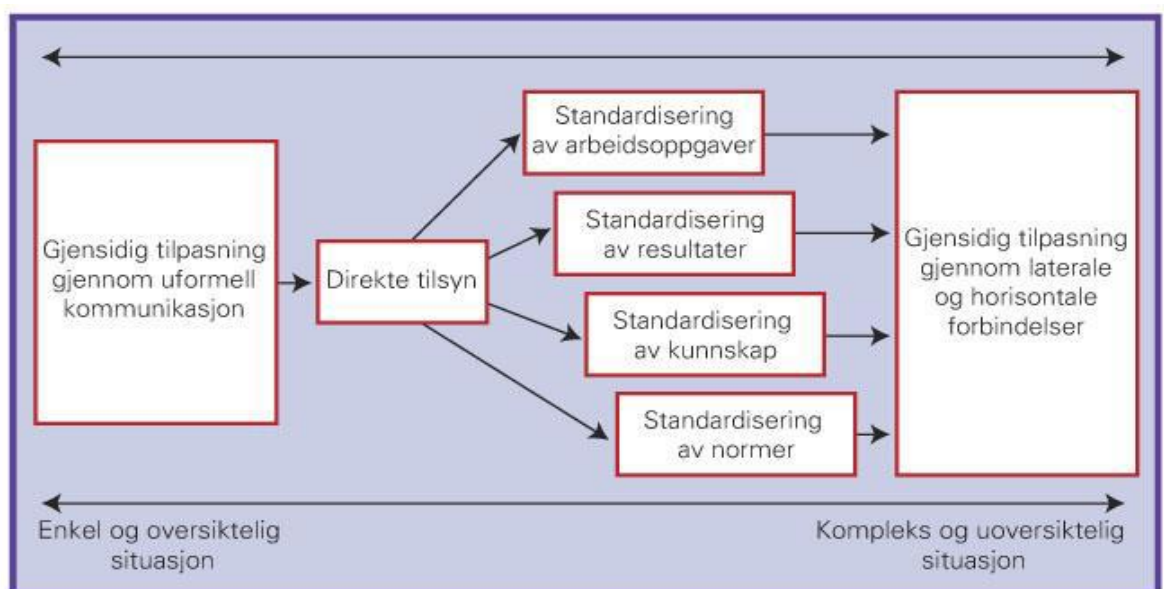 Gjensidig tilpasning
gjennom uformell
kommunikasjon
Direkte tilsyn
Standardisering
av arbeidsoppgaver
Standardisering
av resultater
Standardisering
av kunnskap
Standardisering
av normer
Gjensidig tilpasning
gjennom laterale
og horisontale
forbindelser
Enkel og oversiktelig
situasjon
Kompleks og uoversiktelig
situasjon